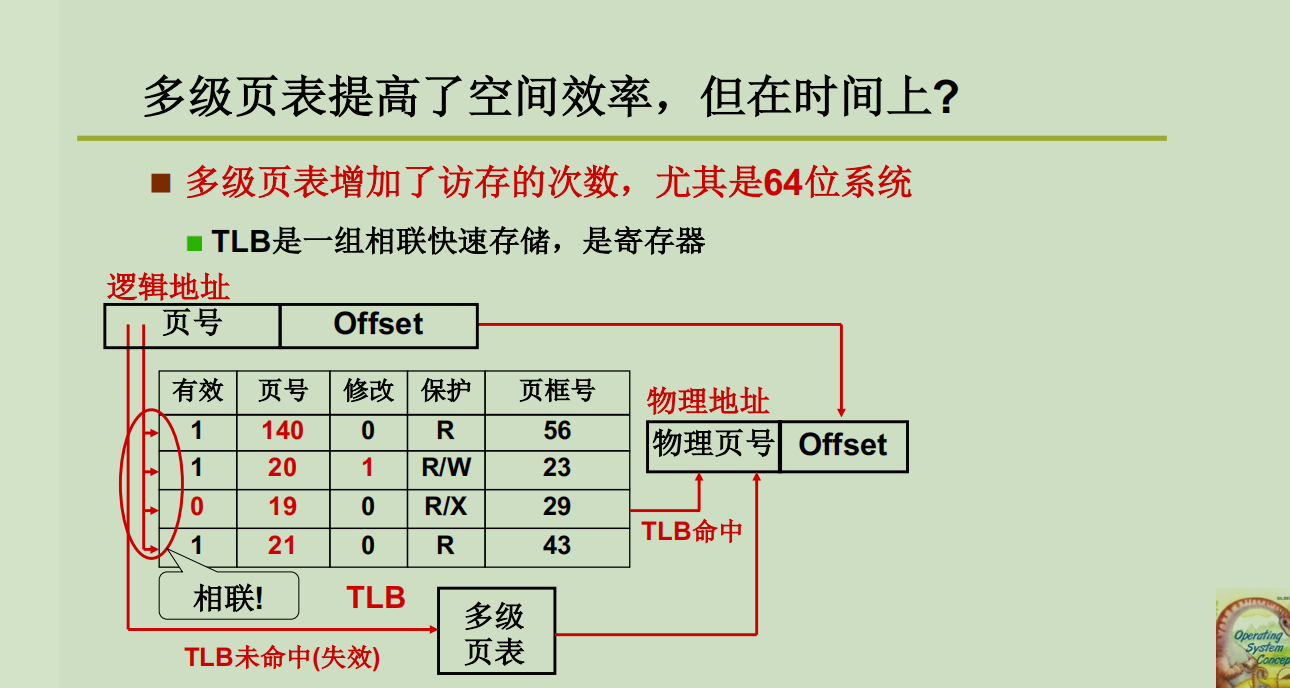 多级页表提高了空间效率，但在时间上?
多级页表增加了访存的次数，尤其是64位系统
TLB是一组相联快速存储，是寄存器
逻辑地址
页号 Offset
有效 页号 修改 保护 页框号
1 140 0 R 56
1 20 1 R/W 23
0 19 0 R/X 29
1 21 0 R 43
物理地址
物理页号 Offset
TLB命中
相联!
TLB
多级
页表
TLB未命中(失效)
Operating
System
Concep